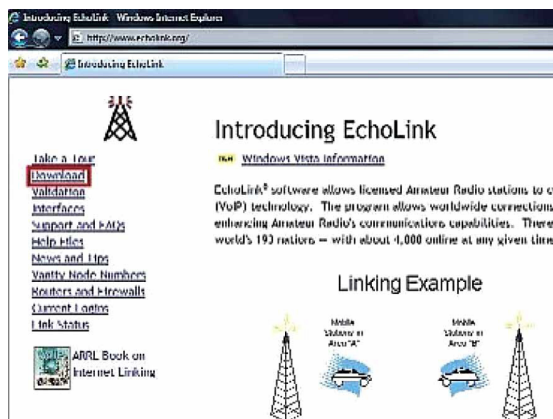 Introducing EchoLink - Windows Internet Explorer
http://www.echolink.org/
Introducing EchoLink
Take a Tour
Download
Validation
Interfaces
Support and FAQs
Help Files
News and Tips
Vanity Node Numbers
Routers and Firewalls
Current Logins
Link Status
ARRL Book on
Internet Linking
Introducing EchoLink
Windows Vista Information
EchoLink® software allows licensed Amateur Radio stations to
(VoIP) technology. The program allows worldwide connections
enhancing Amateur Radio's communications capabilities. There
world's 193 nations — with about 4,000 online at any given time
Linking Example
Mobile
Stations in
Area "A"
Mobile
Stations in
Area "B"